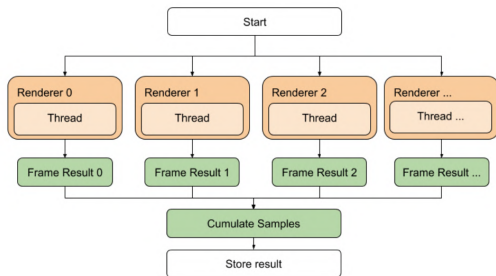 Start
Renderer 0
Renderer 1
Renderer 2
Renderer ...
Thread
Thread
Thread
Thread ...
Frame Result 0
Frame Result 1
Frame Result 2
Frame Result ...
Cumulate Samples
Store result